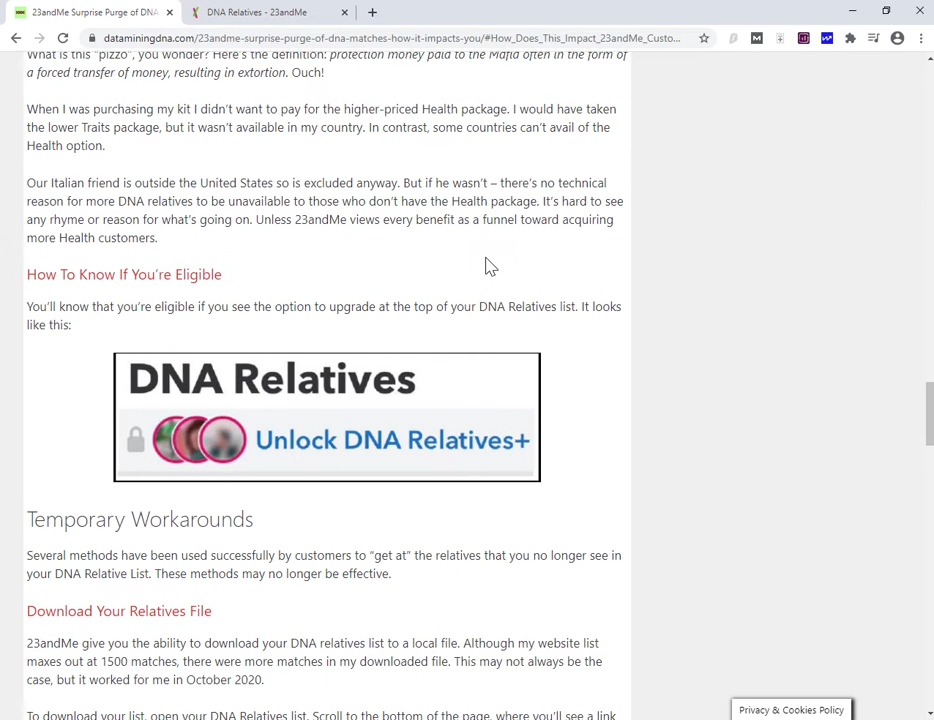 23andMe Surprise Purge of DNA
DNA Relatives - 23andMe
dataminingdna.com/23andme-surprise-purge-of-dna-matches-how-it-impacts-you/#How_Does_This_Impact_23andMe_Custo...
What is this "pizzo", you wonder? Here's the definition: protection money paid to the Mafia often in the form of
a forced transfer of money, resulting in extortion. Ouch!
When I was purchasing my kit I didn't want to pay for the higher-priced Health package. I would have taken
the lower Traits package, but it wasn't available in my country. In contrast, some countries can't avail of the
Health option.
Our Italian friend is outside the United States so is excluded anyway. But if he wasn't – there's no technical
reason for more DNA relatives to be unavailable to those who don't have the Health package. It's hard to see
any rhyme or reason for what's going on. Unless 23andMe views every benefit as a funnel toward acquiring
more Health customers.
How To Know If You're Eligible
You'll know that you're eligible if you see the option to upgrade at the top of your DNA Relatives list. It looks
like this:
DNA Relatives
Unlock DNA Relatives+
Temporary Workarounds
Several methods have been used successfully by customers to "get at" the relatives that you no longer see in
your DNA Relative List. These methods may no longer be effective.
Download Your Relatives File
23andMe give you the ability to download your DNA relatives list to a local file. Although my website list
maxes out at 1500 matches, there were more matches in my downloaded file. This may not always be the
case, but it worked for me in October 2020.
To download your list, open your DNA Relatives list. Scroll to the bottom of the page, where you'll see a link
Privacy & Cookies Policy